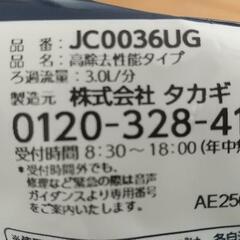 品番：JC0036UG
品名：高除去性能タイプ
ろ過流量：3.0L/分
製造元 株式会社 タカギ
0120-328-41
受付時間 8:30～18:00（年中無
※受付時間外でも、
修理など緊急の際は音声
ガイダンスより専用番号
をご案内いたします。
AE256